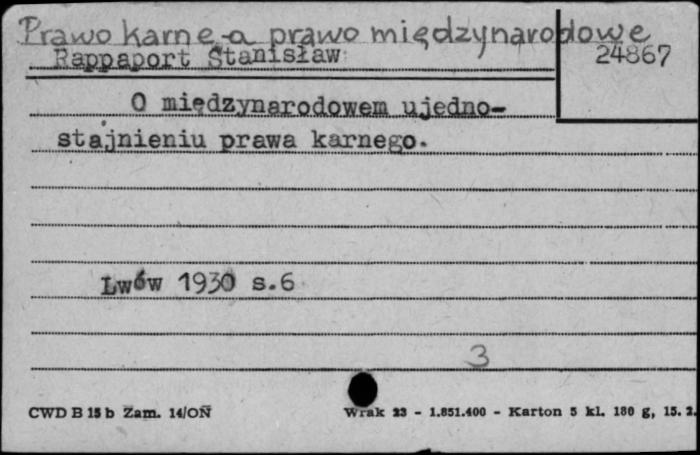 Prawo karne-a prawo międzynarodowe
Rappaport Stanisław
24867
O międzynarodowem ujedno-
stajnieniu prawa karnego.
Lwów 1930 s.6
3
CWD B 15 b Zam. 14/ON
Wrak 23 - 1.851.400 - Karton 5 kl. 180 g, 15. 2.